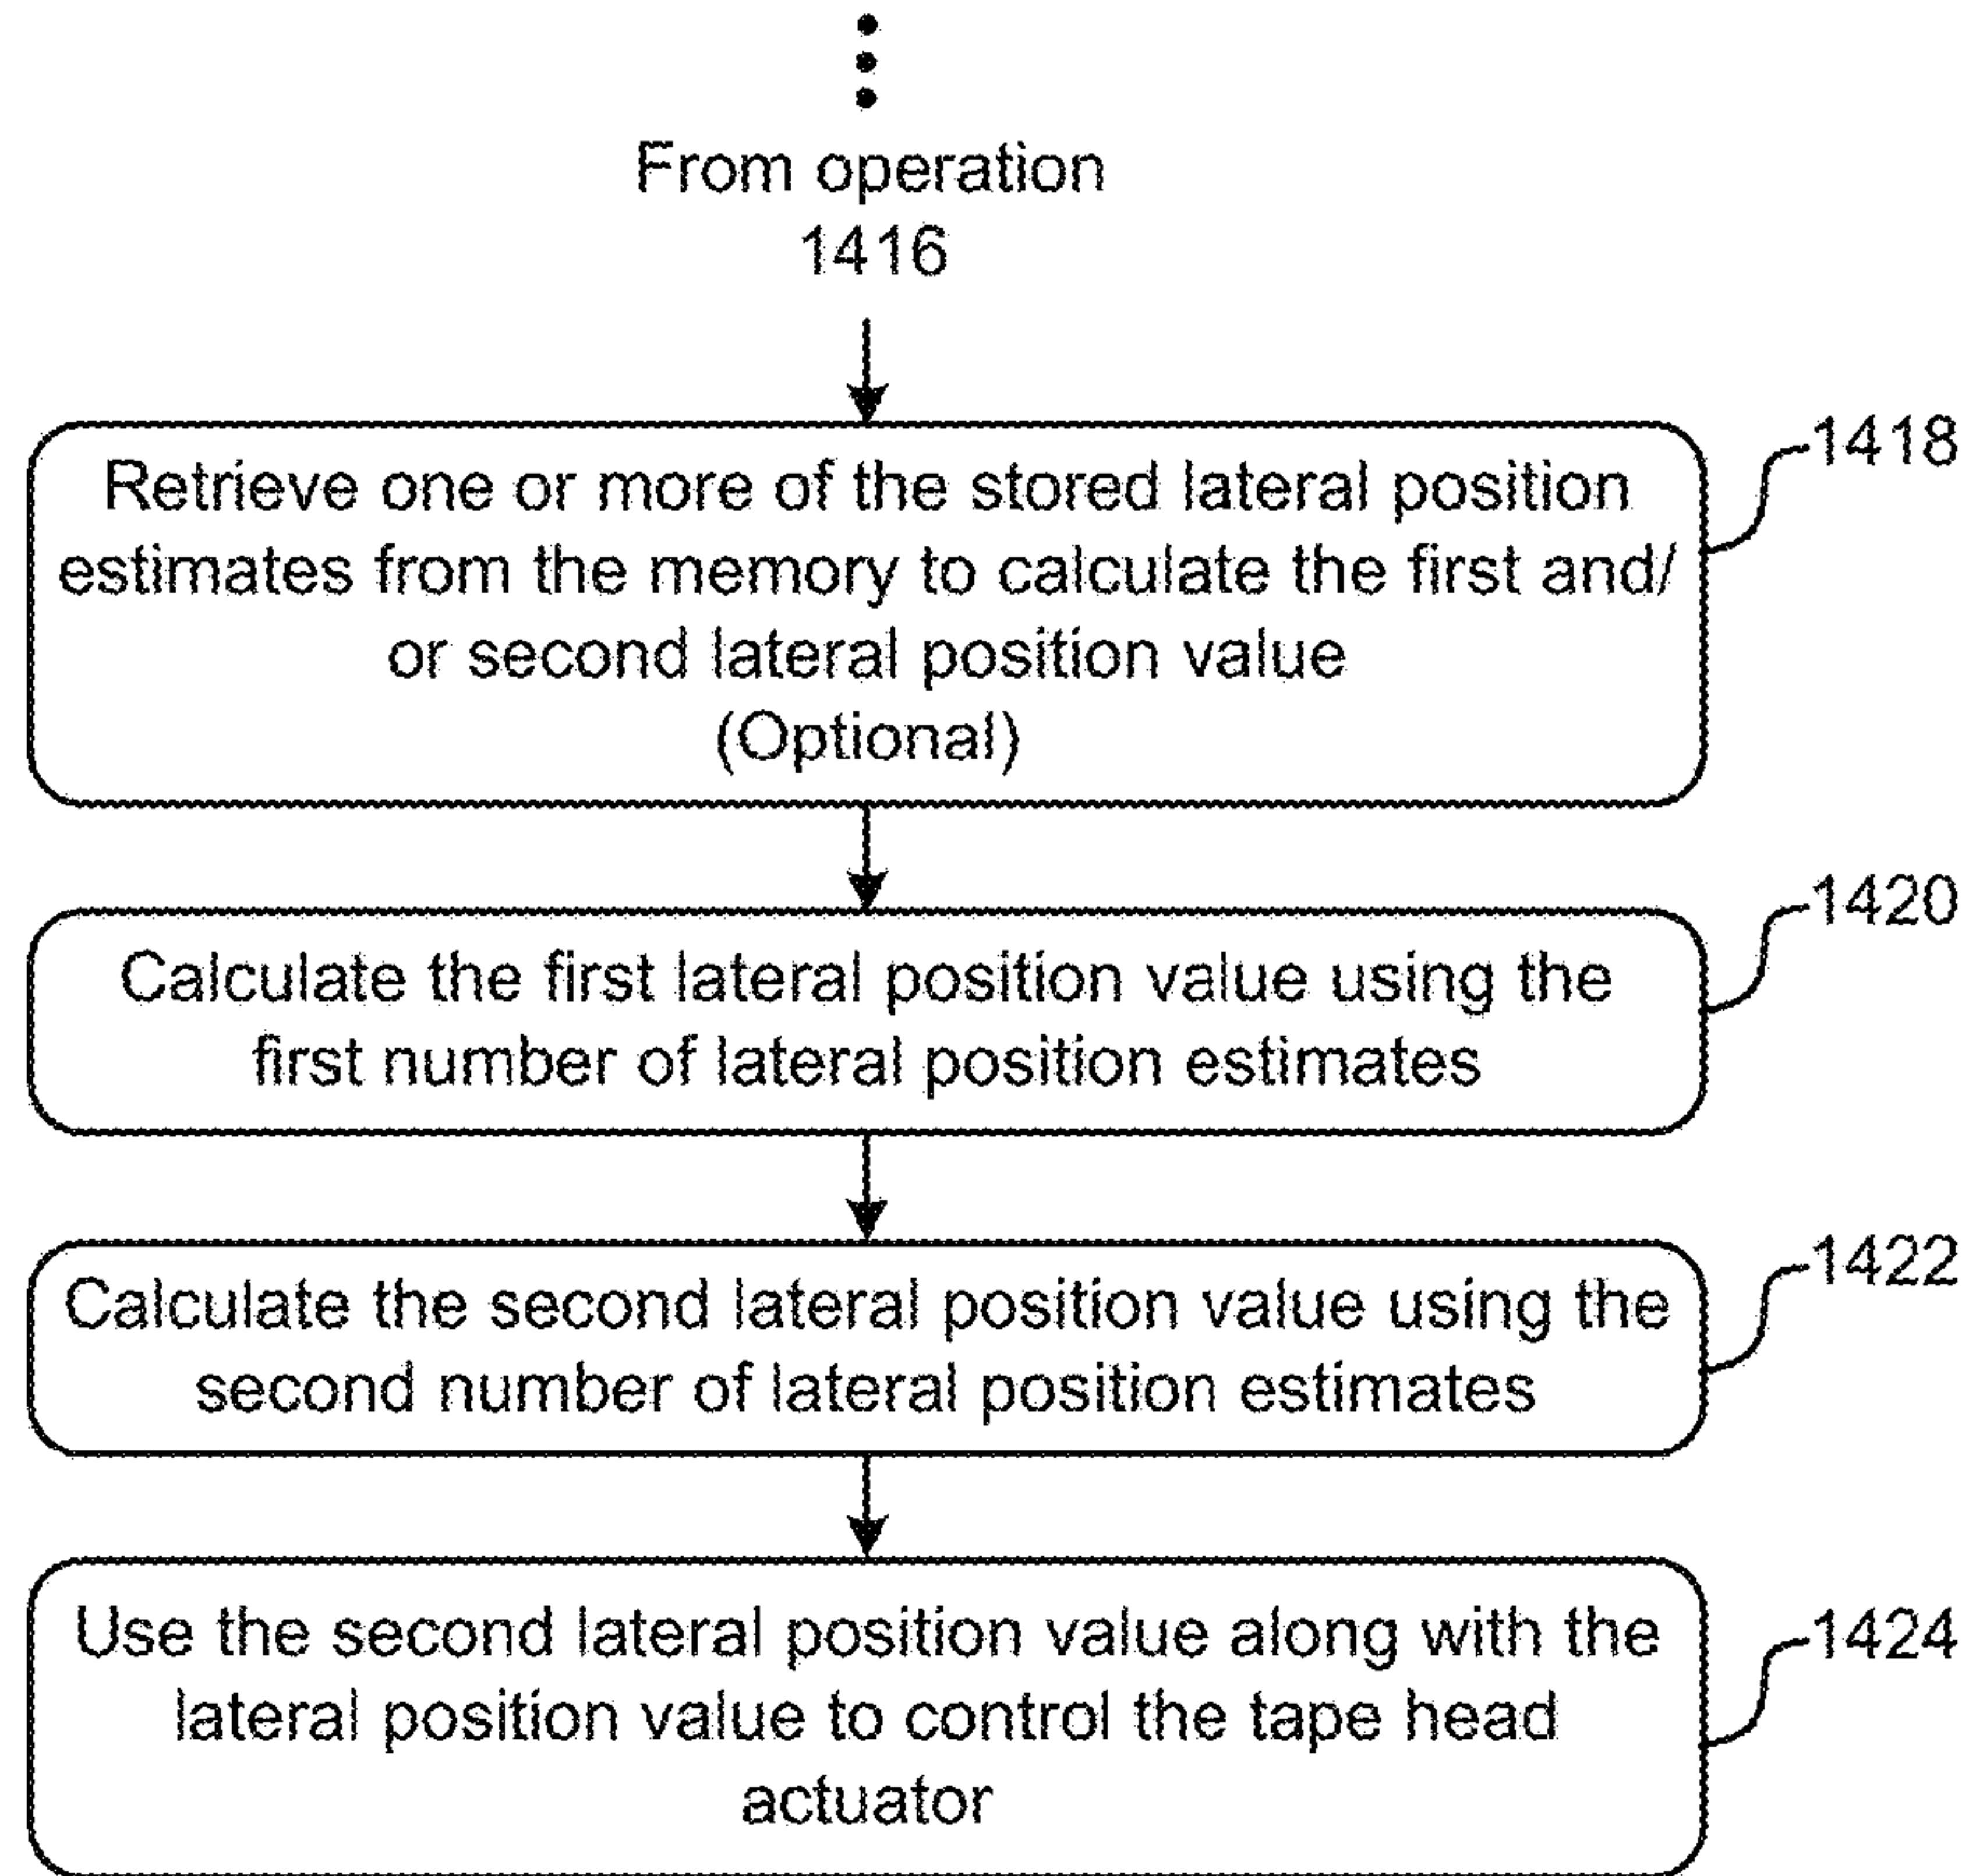 From operation
1416
1418
Retrieve one or more of the stored lateral position
estimates from the memory to calculate the first and/
or second lateral position value
(Optional)
1420
Calculate the first lateral position value using the
first number of lateral position estimates
1422
Calculate the second lateral position value using the
second number of lateral position estimates
1424
Use the second lateral position value along with the
lateral position value to control the tape head
actuator